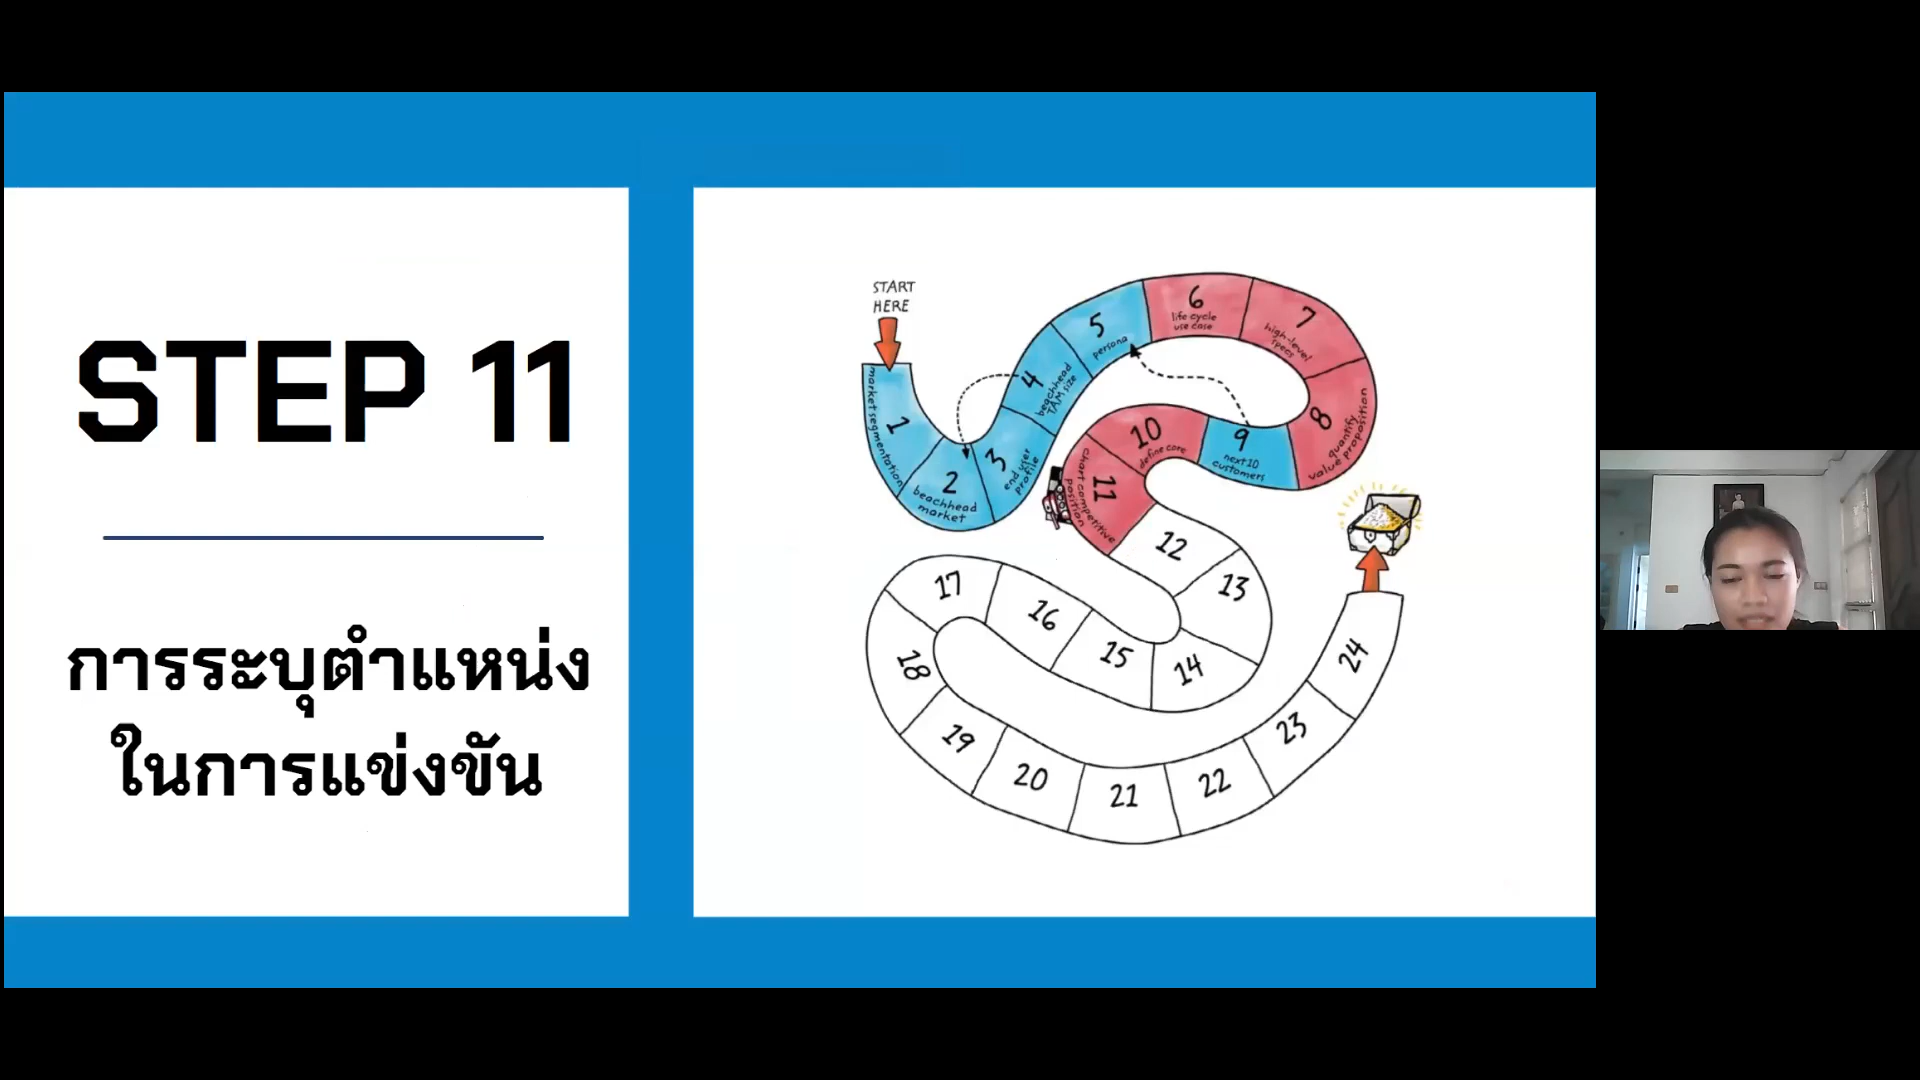 STEP 11
การระบุตำแหน่ง
ในการแข่งขัน
START
HERE
1
market segmentation
2
beachhead
market
3
end user
profile
4
beachhead
TAM size
5
persona
6
life cycle
use case
7
high-level
specs
8
quantify
value proposition
9
next 10
customers
10
define core
11
chart competitive
position
12
13
14
15
16
17
18
19
20
21
22
23
24